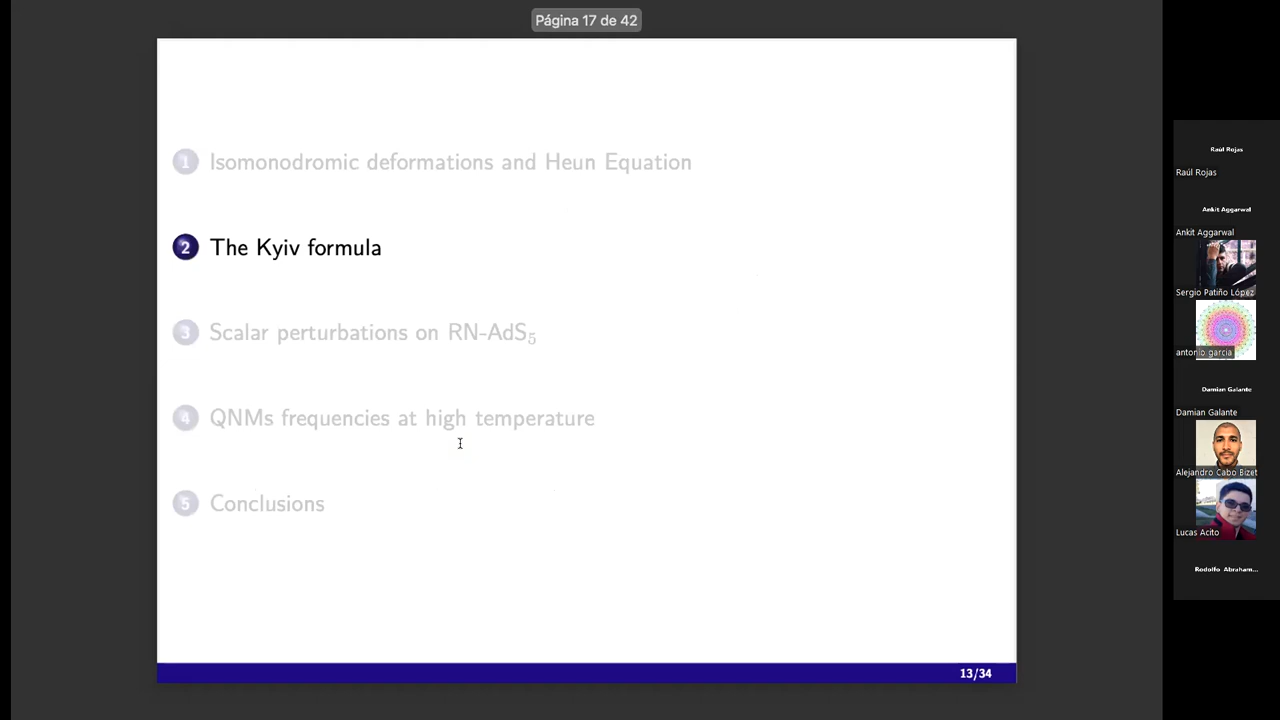 Página 17 de 42
1 Isomonodromic deformations and Heun Equation
2 The Kyiv formula
3 Scalar perturbations on RN-AdS₅
4 QNMs frequencies at high temperature
5 Conclusions
13/34
Raúl Rojas
Raúl Rojas
Ankit Aggarwal
Ankit Aggarwal
Sergio Patiño López
antonio garcia
Damian Galante
Damian Galante
Alejandro Cabo Bizet
Lucas Acito
Rodolfo Abraham...